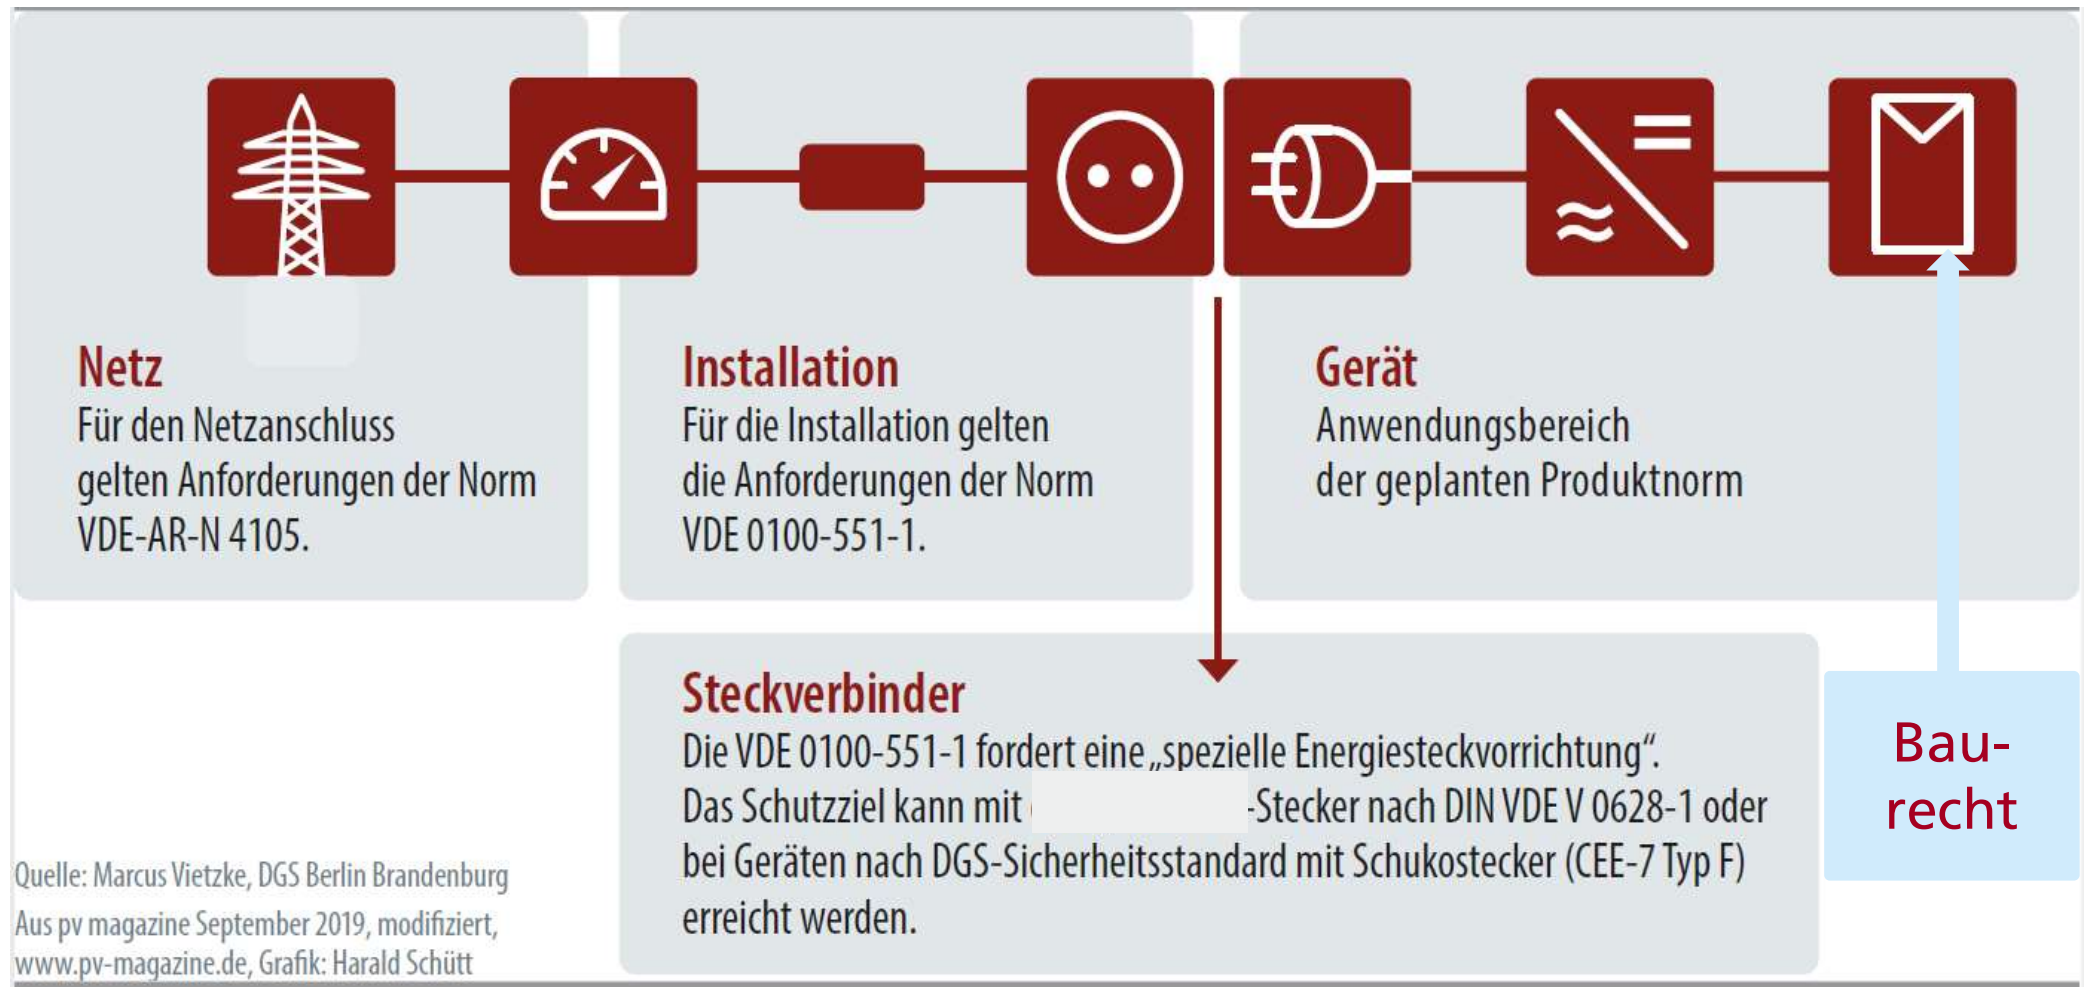 Netz
Für den Netzanschluss
gelten Anforderungen der Norm
VDE-AR-N 4105.
Installation
Für die Installation gelten
die Anforderungen der Norm
VDE 0100-551-1.
Gerät
Anwendungsbereich
der geplanten Produktnorm
Steckverbinder
Die VDE 0100-551-1 fordert eine „spezielle Energiesteckvorrichtung“.
Das Schutzziel kann mit -Stecker nach DIN VDE V 0628-1 oder
bei Geräten nach DGS-Sicherheitsstandard mit Schukostecker (CEE-7 Typ F)
erreicht werden.
Bau-
recht
Quelle: Marcus Vietzke, DGS Berlin Brandenburg
Aus pv magazine September 2019, modifiziert,
www.pv-magazine.de, Grafik: Harald Schütt